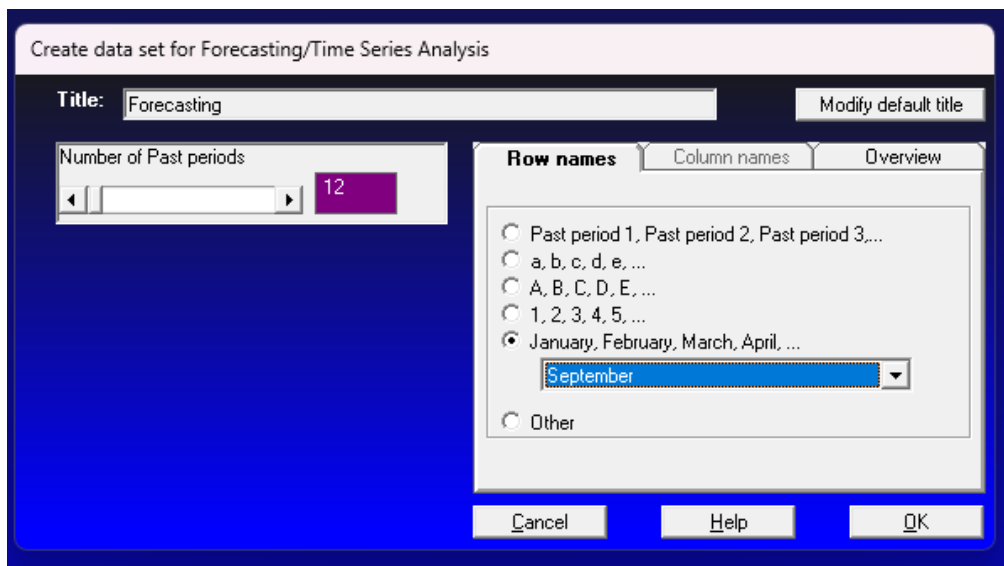 Create data set for Forecasting/Time Series Analysis
Title: Forecasting Modify default title
Number of Past periods
12
Row names Column names Overview
Past period 1, Past period 2, Past period 3,...
a, b, c, d, e, ...
A, B, C, D, E, ...
1, 2, 3, 4, 5, ...
January, February, March, April, ...
September
Other
Cancel Help OK